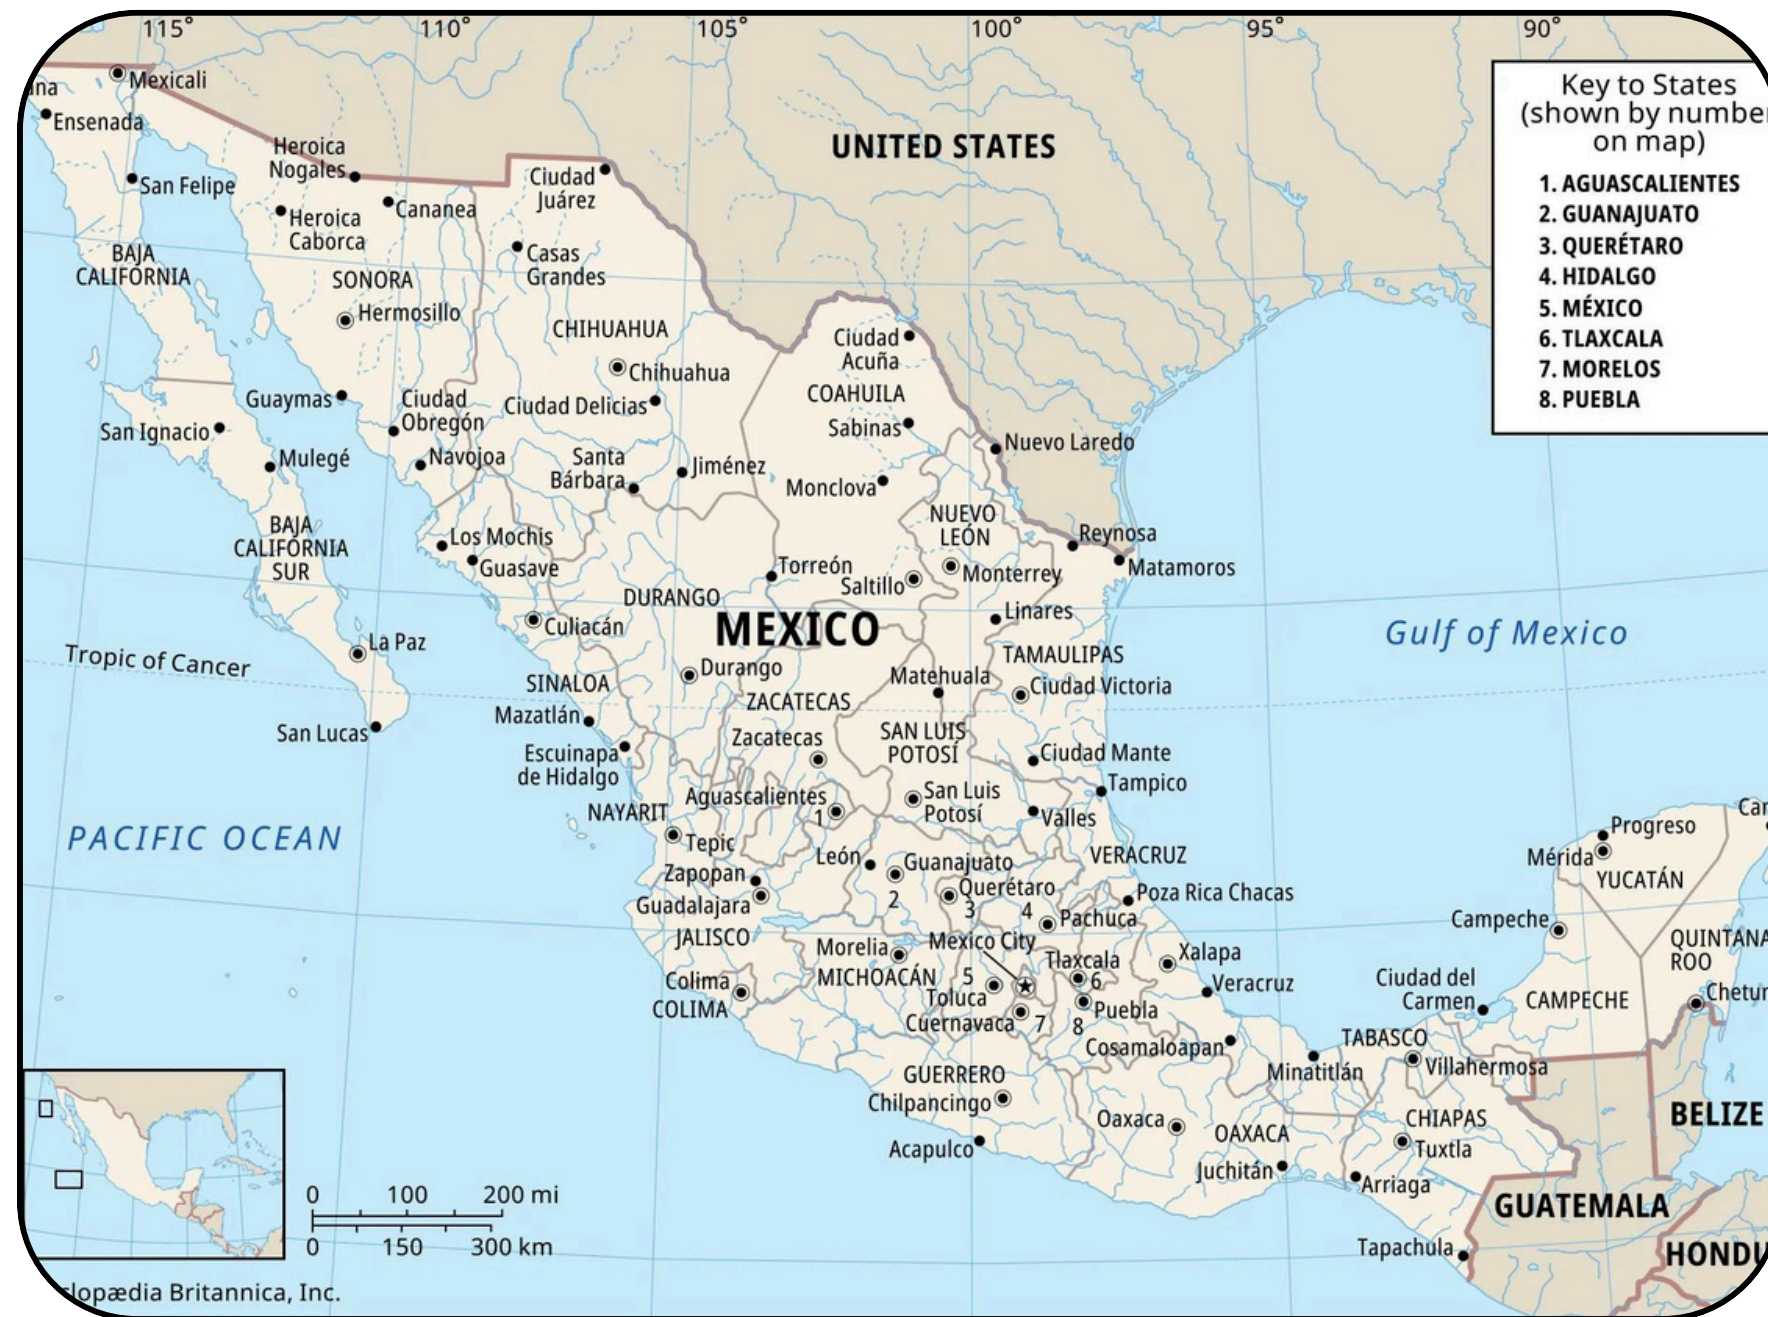 115°
110°
105°
100°
95°
90°
Mexicali
Ensenada
San Felipe
BAJA
CALIFORNIA
Heroica
Nogales
Heroica
Caborca
Cananea
SONORA
Hermosillo
Guaymas
Ciudad
Obregón
Navojoa
Ciudad
Juárez
Casas
Grandes
CHIHUAHUA
Chihuahua
Ciudad Delicias
Santa
Bárbara
Jiménez
UNITED STATES
Key to States
(shown by number
on map)
1. AGUASCALIENTES
2. GUANAJUATO
3. QUERÉTARO
4. HIDALGO
5. MÉXICO
6. TLAXCALA
7. MORELOS
8. PUEBLA
Ciudad
Acuña
COAHUILA
Sabinas
Monclova
Nuevo Laredo
NUEVO
LEÓN
Reynosa
Matamoros
Torreón
Saltillo
Monterrey
Linares
San Ignacio
Mulegé
BAJA
CALIFORNIA
SUR
La Paz
San Lucas
Tropic of Cancer
Los Mochis
Guasave
Culiacán
SINALOA
Mazatlán
Escuinapa
de Hidalgo
DURANGO
Durango
MEXICO
ZACATECAS
Zacatecas
Matehuala
SAN LUIS
POTOSÍ
San Luis
Potosí
TAMAULIPAS
Ciudad Victoria
Ciudad Mante
Tampico
Valles
Gulf of Mexico
PACIFIC OCEAN
NAYARIT
Tepic
Aguascalientes
1
León
Guanajuato
2
Querétaro
3
4
Pachuca
VERACRUZ
Poza Rica Chacas
Zapopan
Guadalajara
JALISCO
Colima
COLIMA
Morelia
MICHOACÁN
Mexico City
5
Toluca
Tlaxcala
6
Cuernavaca
7
8
Puebla
Xalapa
Veracruz
Cosamaloapan
Minatitlán
GUERRERO
Chilpancingo
Acapulco
Oaxaca
OAXACA
Juchitán
Arriaga
TABASCO
Villahermosa
CHIAPAS
Tuxtla
Tapachula
Progreso
Mérida
YUCATÁN
Campeche
Ciudad del
Carmen
CAMPECHE
QUINTANA
ROO
Chetu
BELIZE
GUATEMALA
HONDU
0 100 200 mi
0 150 300 km
clopædia Britannica, Inc.